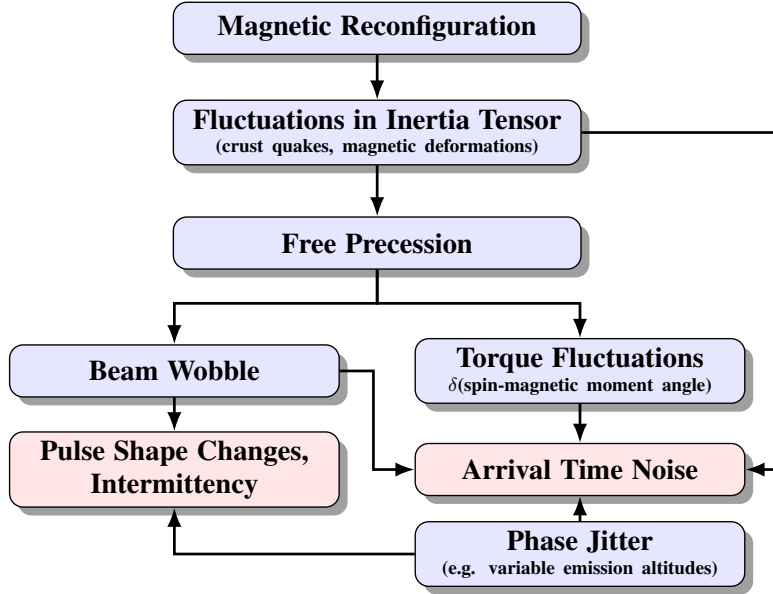 Magnetic Reconfiguration
Fluctuations in Inertia Tensor
(crust quakes, magnetic deformations)
Free Precession
Beam Wobble
Torque Fluctuations
δ(spin-magnetic moment angle)
Pulse Shape Changes,
Intermittency
Arrival Time Noise
Phase Jitter
(e.g. variable emission altitudes)